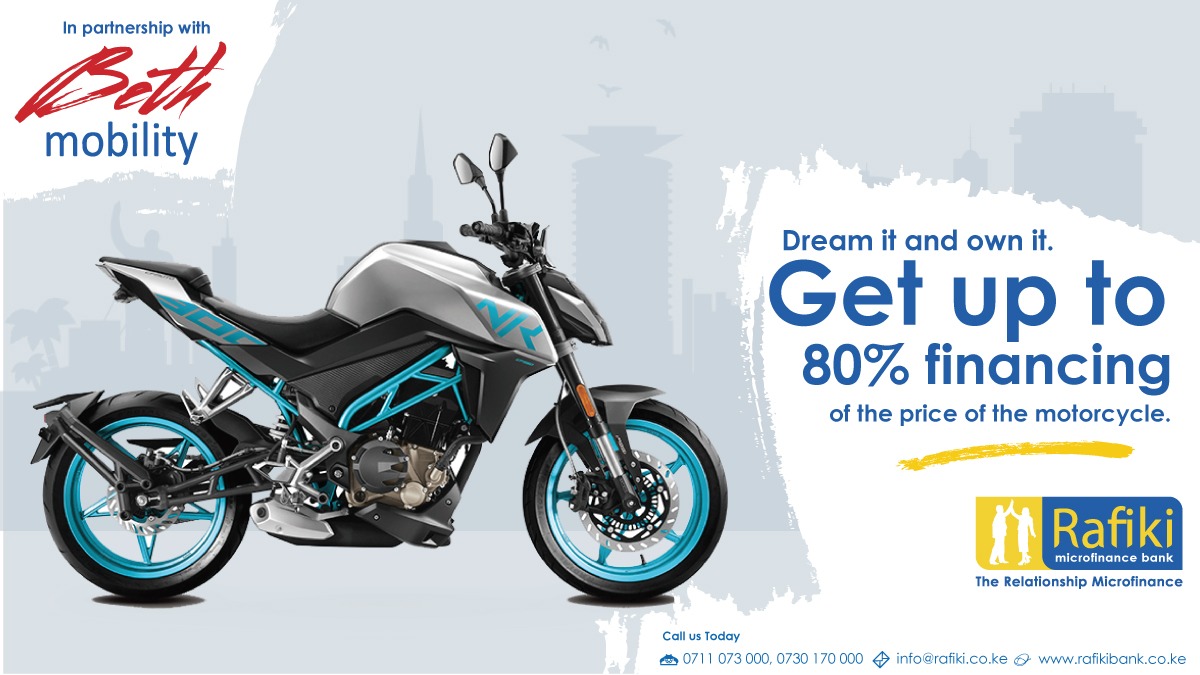 In partnership with
Beth
mobility
Dream it and own it.
Get up to
80% financing
of the price of the motorcycle.
300
NK
Rafiki
microfinance bank
The Relationship Microfinance
Call us Today
0711 073 000, 0730 170 000 info@rafiki.co.ke www.rafikibank.co.ke